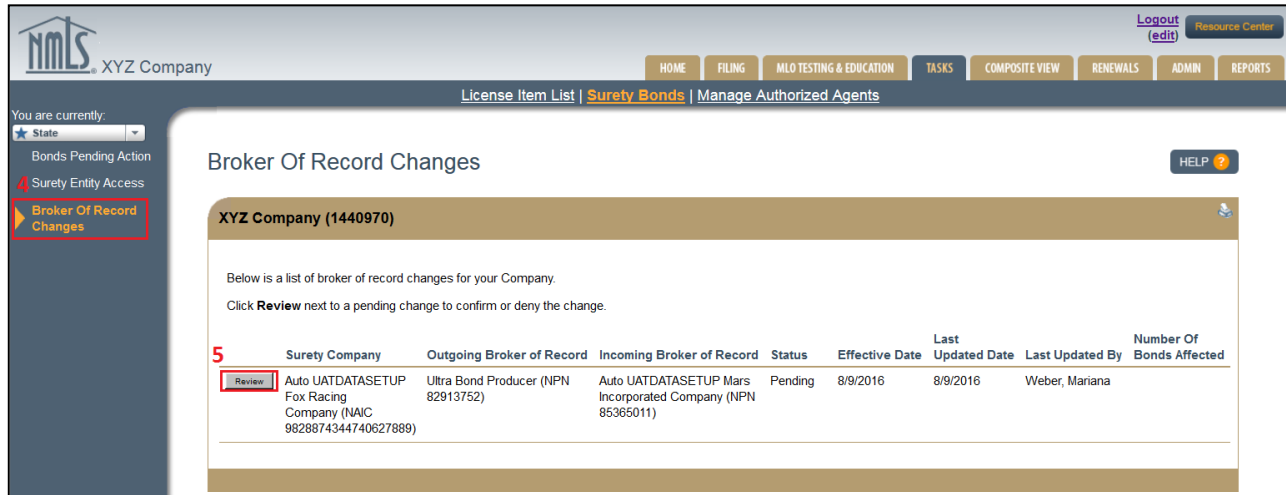 Logout
(edit)
Resource Center
NMLS® XYZ Company
HOME FILING MLO TESTING & EDUCATION TASKS COMPOSITE VIEW RENEWALS ADMIN REPORTS
License Item List | Surety Bonds | Manage Authorized Agents
You are currently:
State
Bonds Pending Action
4 Surety Entity Access
Broker Of Record
Changes
Broker Of Record Changes
HELP ?
XYZ Company (1440970)
Below is a list of broker of record changes for your Company.
Click Review next to a pending change to confirm or deny the change.
5 Surety Company Outgoing Broker of Record Incoming Broker of Record Status Effective Date Last Updated Date Last Updated By Number Of Bonds Affected
Review Auto UATDATASETUP Ultra Bond Producer (NPN Auto UATDATASETUP Mars Pending 8/9/2016 8/9/2016 Weber, Mariana
Fox Racing 82913752) Incorporated Company (NPN
Company (NAIC 85365011)
9828874344740627889)